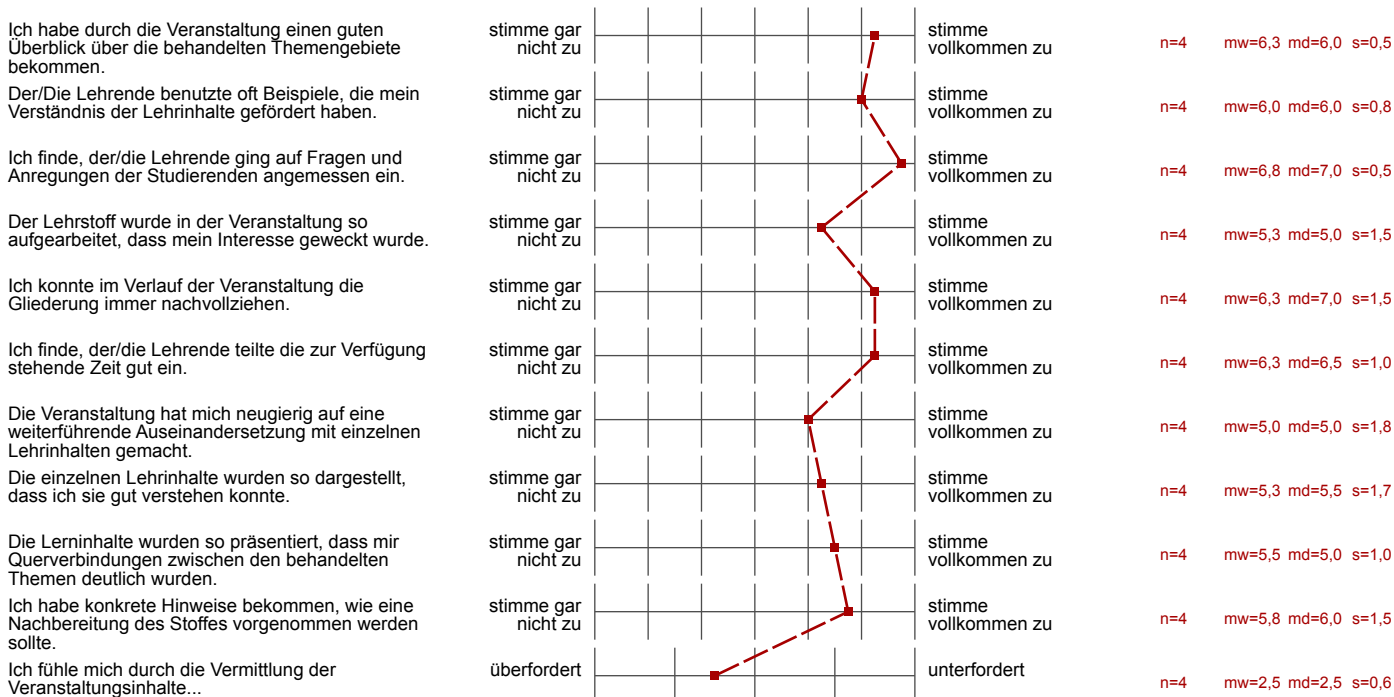 Ich habe durch die Veranstaltung einen guten
Überblick über die behandelten Themengebiete
bekommen.
stimme gar
nicht zu
stimme
vollkommen zu
n=4 mw=6,3 md=6,0 s=0,5
Der/Die Lehrende benutzte oft Beispiele, die mein
Verständnis der Lehrinhalte gefördert haben.
stimme gar
nicht zu
stimme
vollkommen zu
n=4 mw=6,0 md=6,0 s=0,8
Ich finde, der/die Lehrende ging auf Fragen und
Anregungen der Studierenden angemessen ein.
stimme gar
nicht zu
stimme
vollkommen zu
n=4 mw=6,8 md=7,0 s=0,5
Der Lehrstoff wurde in der Veranstaltung so
aufgearbeitet, dass mein Interesse geweckt wurde.
stimme gar
nicht zu
stimme
vollkommen zu
n=4 mw=5,3 md=5,0 s=1,5
Ich konnte im Verlauf der Veranstaltung die
Gliederung immer nachvollziehen.
stimme gar
nicht zu
stimme
vollkommen zu
n=4 mw=6,3 md=7,0 s=1,5
Ich finde, der/die Lehrende teilte die zur Verfügung
stehende Zeit gut ein.
stimme gar
nicht zu
stimme
vollkommen zu
n=4 mw=6,3 md=6,5 s=1,0
Die Veranstaltung hat mich neugierig auf eine
weiterführende Auseinandersetzung mit einzelnen
Lehrinhalten gemacht.
stimme gar
nicht zu
stimme
vollkommen zu
n=4 mw=5,0 md=5,0 s=1,8
Die einzelnen Lehrinhalte wurden so dargestellt,
dass ich sie gut verstehen konnte.
stimme gar
nicht zu
stimme
vollkommen zu
n=4 mw=5,3 md=5,5 s=1,7
Die Lerninhalte wurden so präsentiert, dass mir
Querverbindungen zwischen den behandelten
Themen deutlich wurden.
stimme gar
nicht zu
stimme
vollkommen zu
n=4 mw=5,5 md=5,0 s=1,0
Ich habe konkrete Hinweise bekommen, wie eine
Nachbereitung des Stoffes vorgenommen werden
sollte.
stimme gar
nicht zu
stimme
vollkommen zu
n=4 mw=5,8 md=6,0 s=1,5
Ich fühle mich durch die Vermittlung der
Veranstaltungsinhalte...
überfordert
unterfordert
n=4 mw=2,5 md=2,5 s=0,6